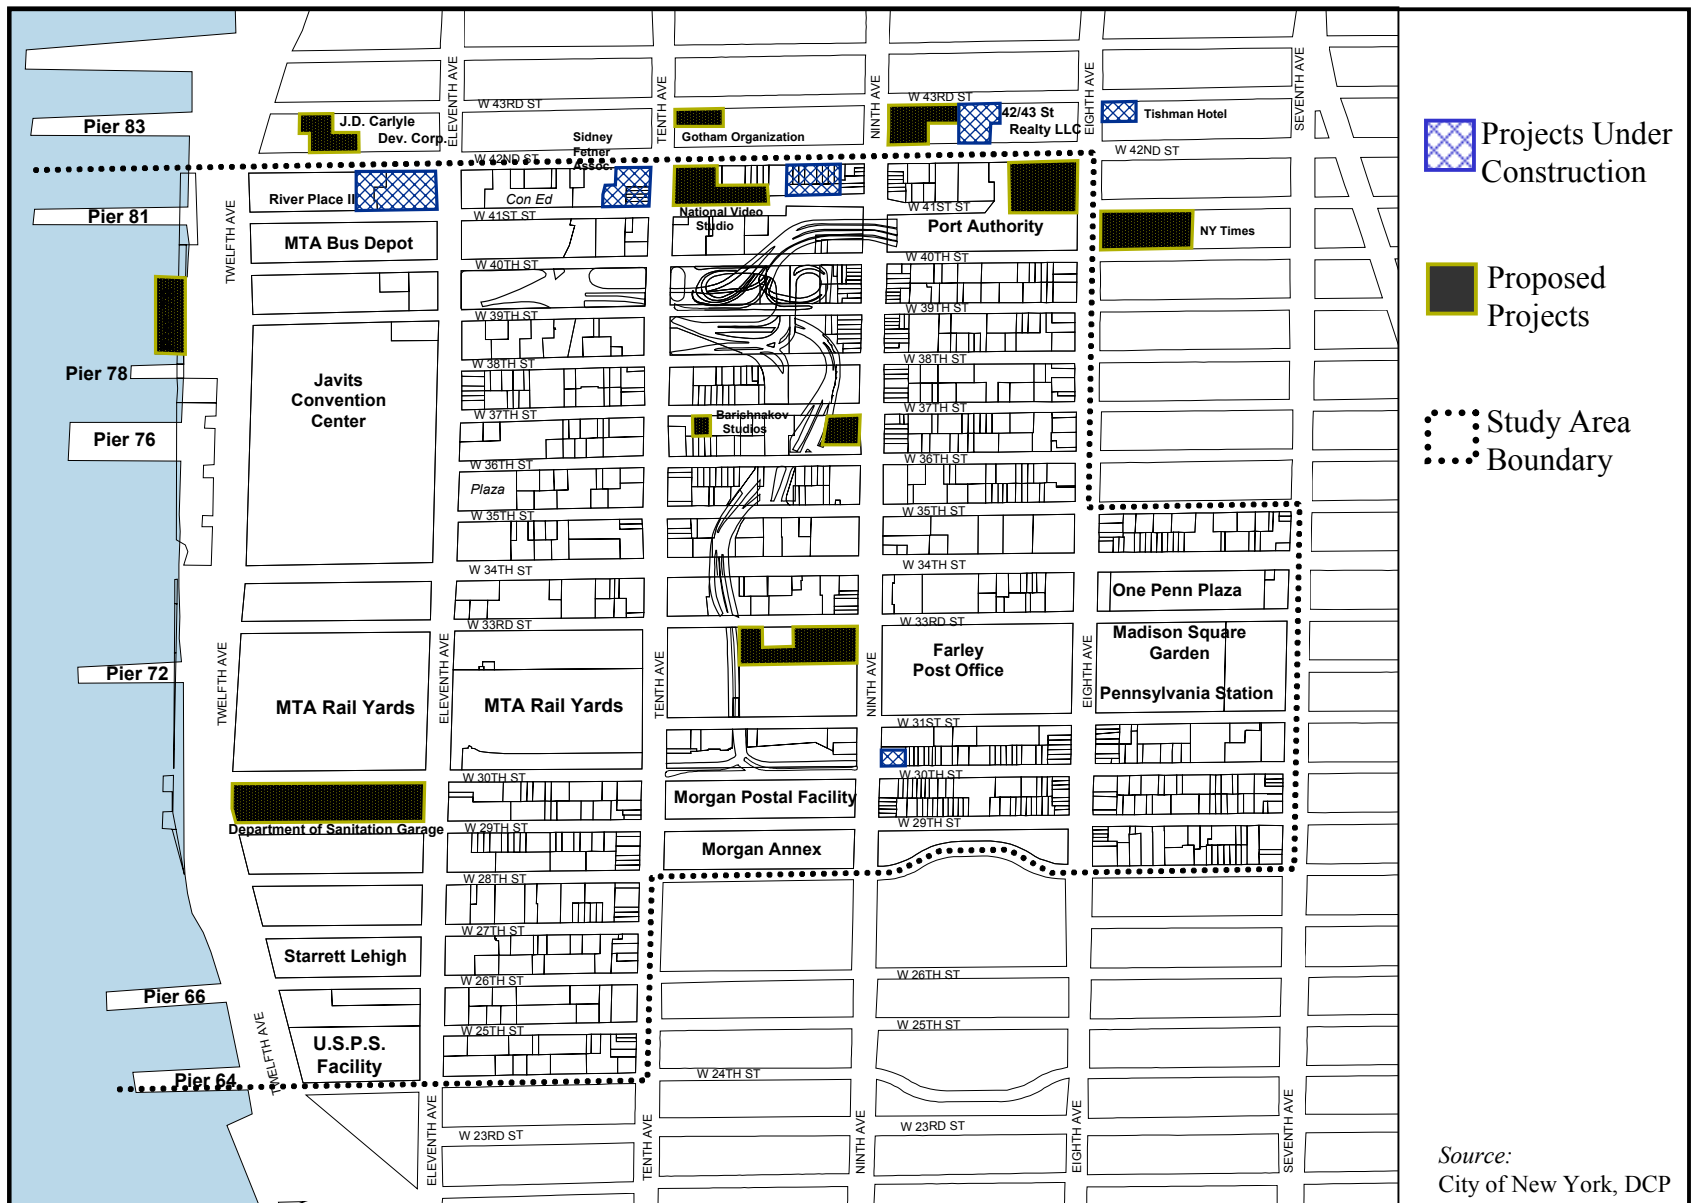 W 43RD ST
W 43RD ST
Pier 83
J.D. Carlyle
Dev. Corp.
ELEVENTH AVE
Sidney
Fetner
Assoc.
TENTH AVE
Gotham Organization
NINTH AVE
42/43 St
Realty LLC
EIGHTH AVE
Tishman Hotel
SEVENTH AVE
W 42ND ST
W 42ND ST
River Place II
Con Ed
National Video
Studio
W 41ST ST
W 41ST ST
Pier 81
TWELFTH AVE
MTA Bus Depot
Port Authority
NY Times
W 40TH ST
W 40TH ST
W 39TH ST
W 39TH ST
Pier 78
W 38TH ST
W 38TH ST
Javits
Convention
Center
W 37TH ST
Barishnakov
Studios
W 37TH ST
Pier 76
W 36TH ST
W 36TH ST
Plaza
W 35TH ST
W 35TH ST
W 34TH ST
W 34TH ST
One Penn Plaza
W 33RD ST
W 33RD ST
Pier 72
TWELFTH AVE
MTA Rail Yards
ELEVENTH AVE
MTA Rail Yards
TENTH AVE
NINTH AVE
Farley
Post Office
EIGHTH AVE
Madison Square
Garden
Pennsylvania Station
W 31ST ST
W 30TH ST
W 30TH ST
Morgan Postal Facility
Department of Sanitation Garage
W 29TH ST
W 29TH ST
Morgan Annex
W 28TH ST
W 27TH ST
Starrett Lehigh
W 26TH ST
W 26TH ST
Pier 66
W 25TH ST
W 25TH ST
TWELFTH AVE
U.S.P.S.
Facility
Pier 64
W 24TH ST
ELEVENTH AVE
W 23RD ST
TENTH AVE
NINTH AVE
W 23RD ST
EIGHTH AVE
SEVENTH AVE
Projects Under
Construction
Proposed
Projects
Study Area
Boundary
Source:
City of New York, DCP